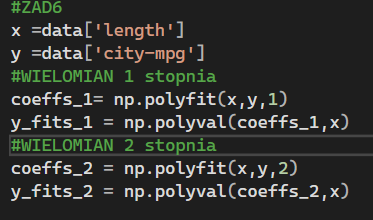 #ZAD6
x =data['length']
y =data['city-mpg']
#WIELOMIAN 1 stopnia
coeffs_1= np.polyfit(x,y,1)
y_fits_1 = np.polyval(coeffs_1,x)
#WIELOMIAN 2 stopnia
coeffs_2 = np.polyfit(x,y,2)
y_fits_2 = np.polyval(coeffs_2,x)